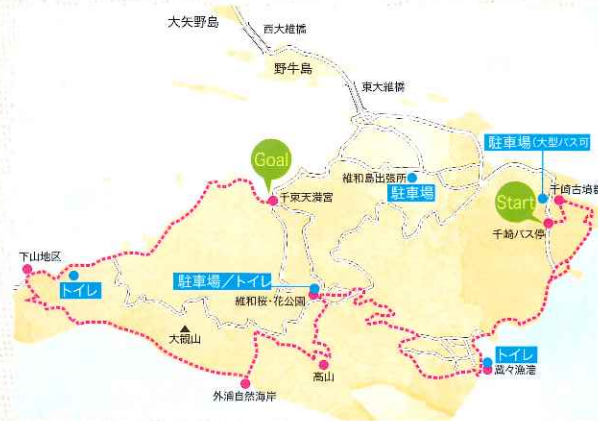 大矢野島
西大維橋
野牛島
東大維橋
Goal
千束天満宮
維和島出張所
駐車場
駐車場(大型バス可
千崎古墳群
Start
千崎バス停
下山地区
トイレ
駐車場/トイレ
維和桜・花公園
大観山
高山
外浦自然海岸
トイレ
蔵々漁港